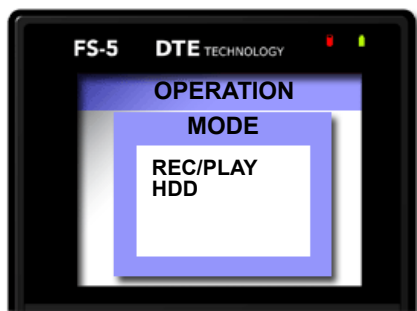 FS-5 DTE TECHNOLOGY
OPERATION
MODE
REC/PLAY
HDD